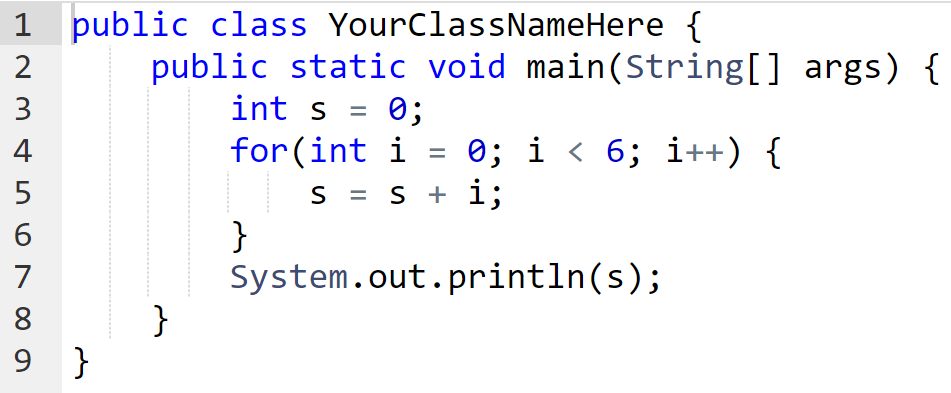 1 public class YourClassNameHere {
2     public static void main(String[] args) {
3         int s = 0;
4         for(int i = 0; i < 6; i++) {
5             s = s + i;
6         }
7         System.out.println(s);
8     }
9 }